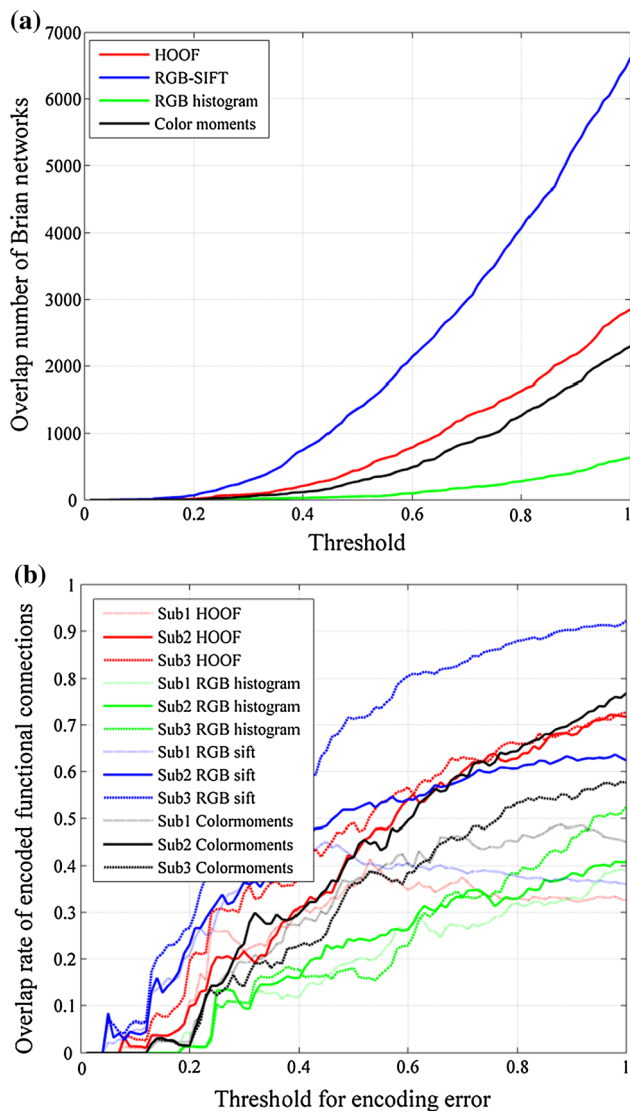 (a)
7000
6000
5000
4000
3000
2000
1000
0
Overlap number of Brian networks
HOOF
RGB-SIFT
RGB histogram
Color moments
0 0.2 0.4 0.6 0.8 1
Threshold
(b)
1
0.9
0.8
0.7
0.6
0.5
0.4
0.3
0.2
0.1
0
Overlap rate of encoded functional connections
Sub1 HOOF
Sub2 HOOF
Sub3 HOOF
Sub1 RGB histogram
Sub2 RGB histogram
Sub3 RGB histogram
Sub1 RGB sift
Sub2 RGB sift
Sub3 RGB sift
Sub1 Colormoments
Sub2 Colormoments
Sub3 Colormoments
0 0.2 0.4 0.6 0.8 1
Threshold for encoding error